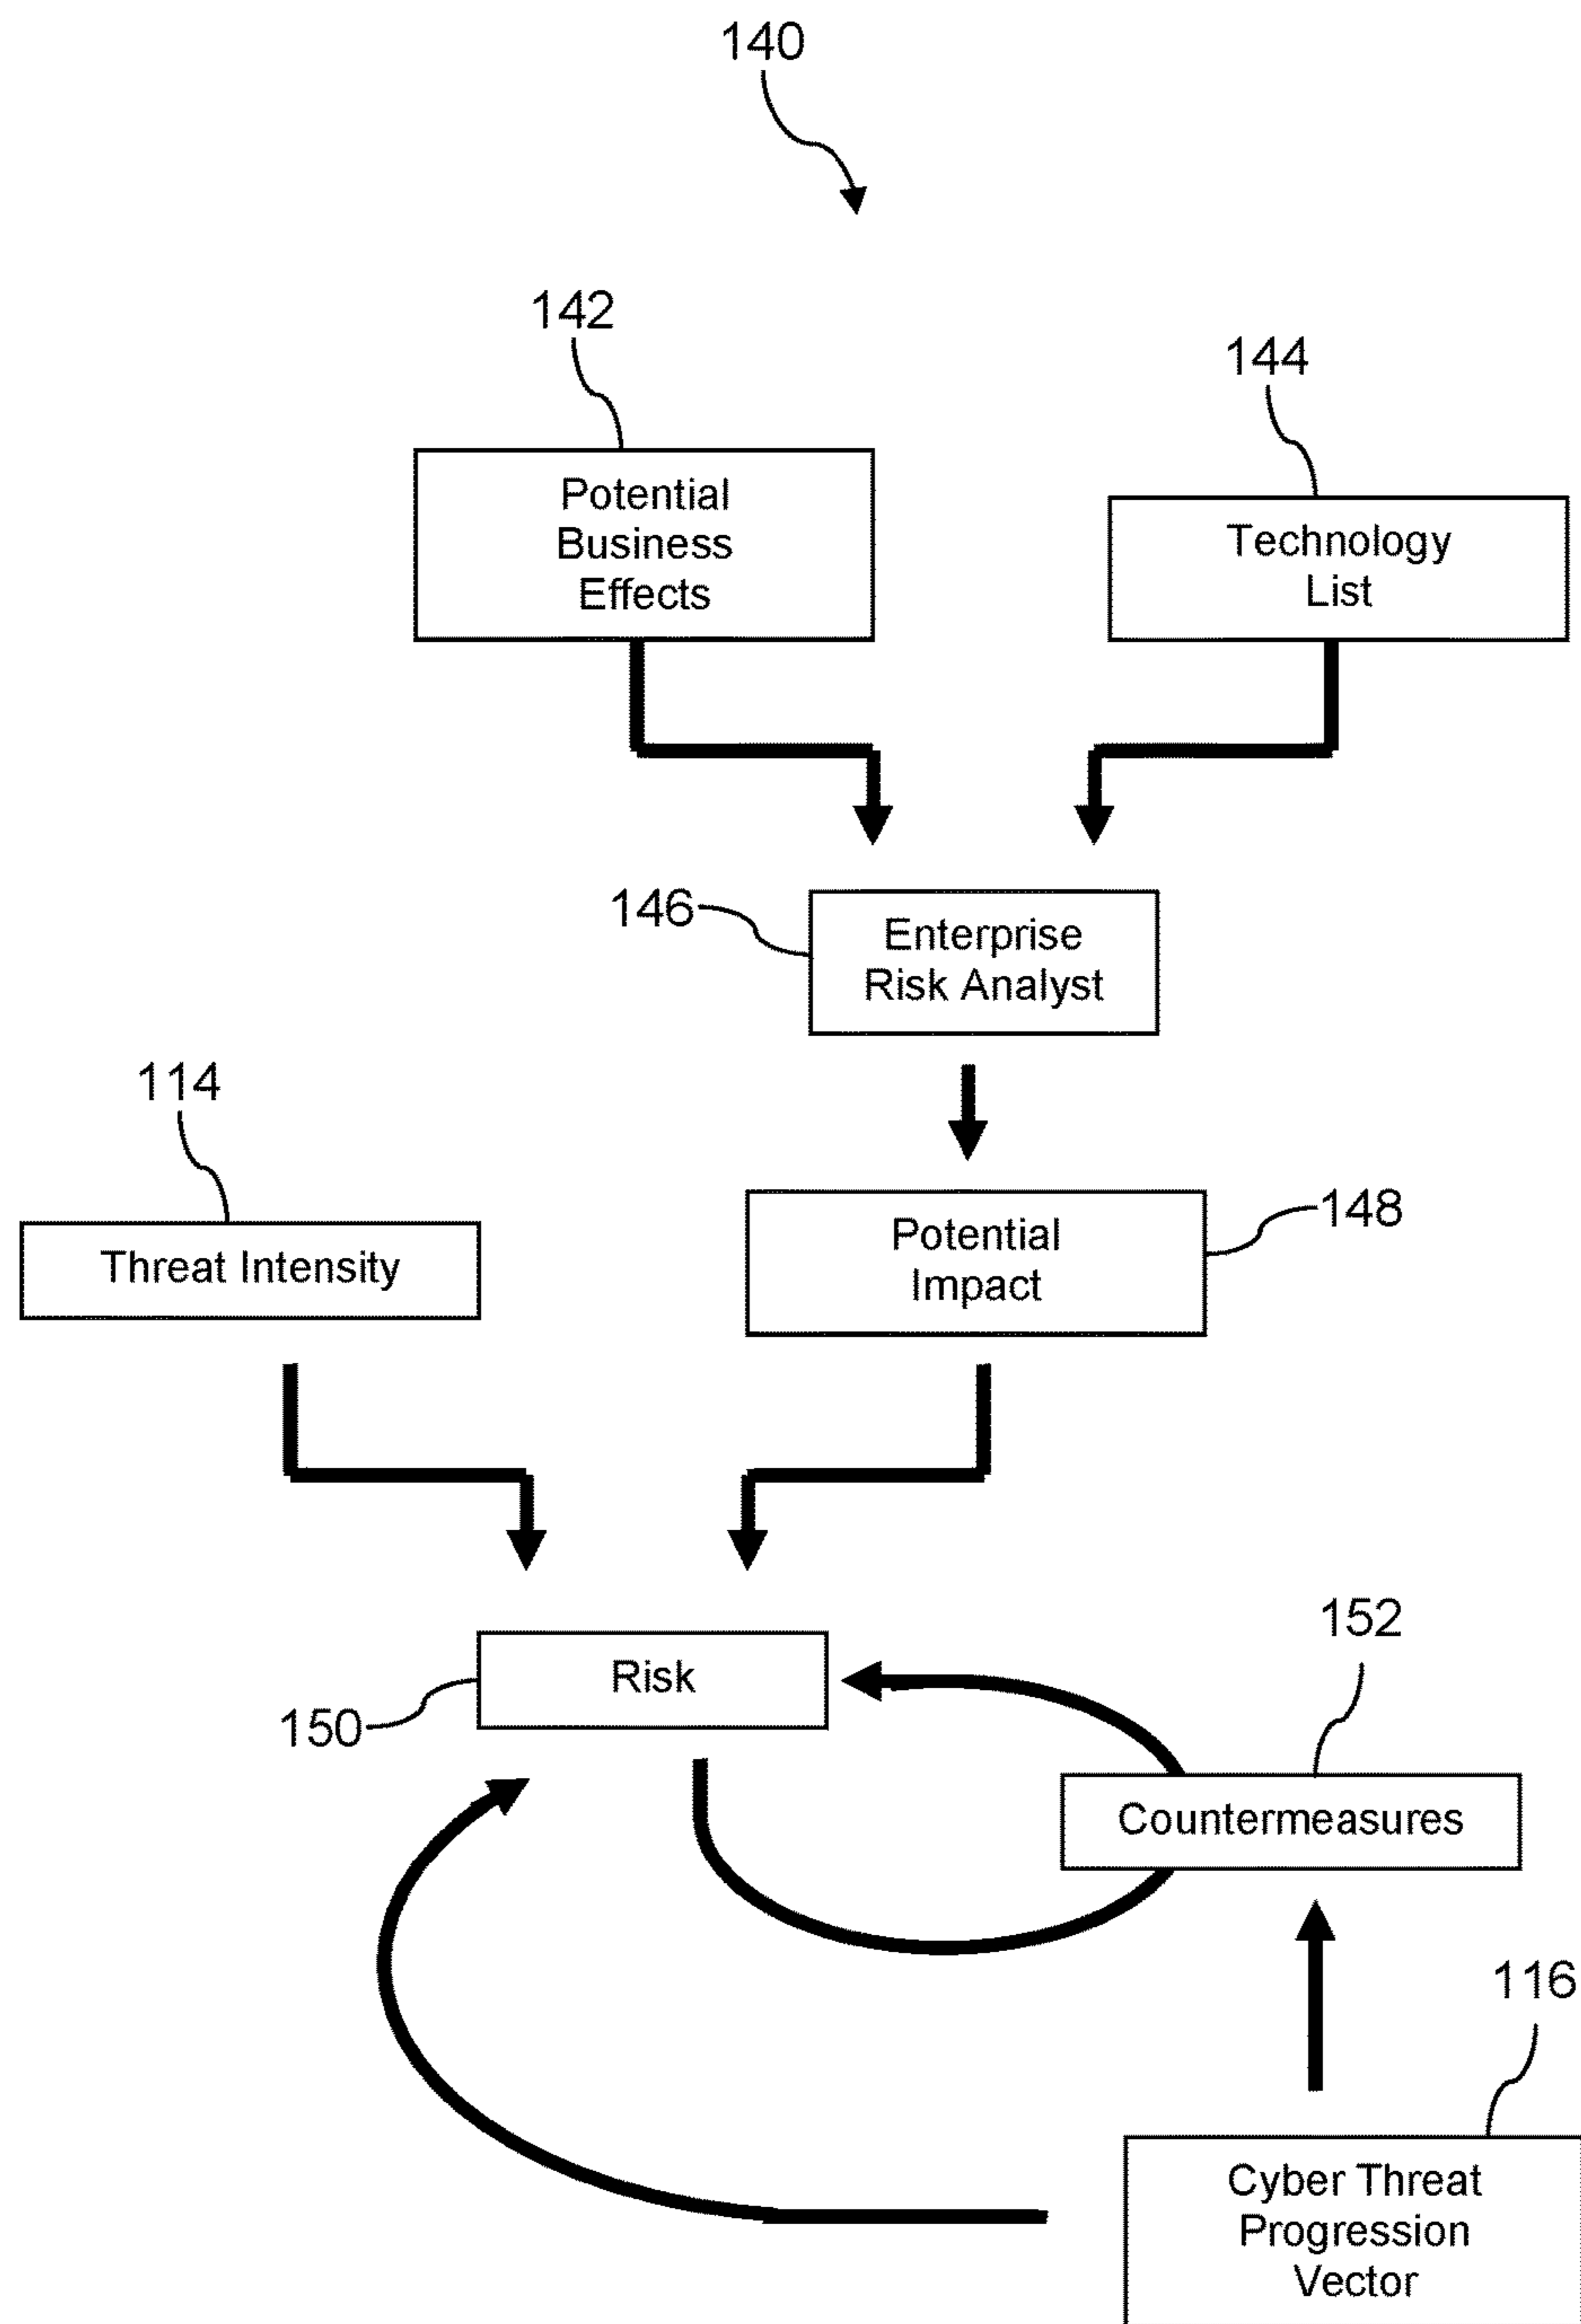 140
142
144
Potential
Business
Effects
Technology
List
146
Enterprise
Risk Analyst
114
148
Threat Intensity
Potential
Impact
152
Risk
150
Countermeasures
116
Cyber Threat
Progression
Vector